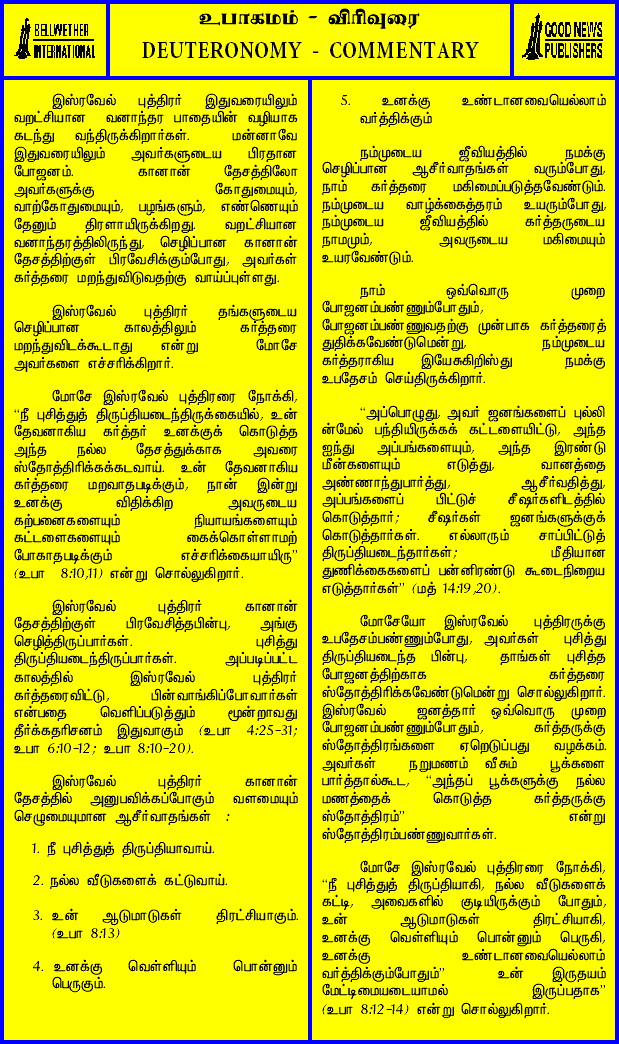 BELLWETHER
INTERNATIONAL
உபாகமம் - விரிவுரை
DEUTERONOMY - COMMENTARY
GOOD NEWS
PUBLISHERS
இஸ்ரவேல் புத்திரர் இதுவரையிலும்
வறட்சியான வனாந்தர பாதையின் வழியாக
கடந்து வந்திருக்கிறார்கள். மன்னாவே
இதுவரையிலும் அவர்களுடைய பிரதான
போஜனம். கானான் தேசத்திலோ
அவர்களுக்கு கோதுமையும்,
வாற்கோதுமையும், பழங்களும், எண்ணெயும்
தேனும் திரளாயிருக்கிறது. வறட்சியான
வனாந்தரத்திலிருந்து, செழிப்பான கானான்
தேசத்திற்குள் பிரவேசிக்கும்போது, அவர்கள்
கர்த்தரை மறந்துவிடுவதற்கு வாய்ப்புள்ளது.
இஸ்ரவேல் புத்திரர் தங்களுடைய
செழிப்பான காலத்திலும் கர்த்தரை
மறந்துவிடக்கூடாது என்று மோசே
அவர்களை எச்சரிக்கிறார்.
மோசே இஸ்ரவேல் புத்திரரை நோக்கி,
“நீ புசித்துத் திருப்தியடைந்திருக்கையில், உன்
தேவனாகிய கர்த்தர் உனக்குக் கொடுத்த
அந்த நல்ல தேசத்துக்காக அவரை
ஸ்தோத்திரிக்கக்கடவாய். உன் தேவனாகிய
கர்த்தரை மறவாதபடிக்கும், நான் இன்று
உனக்கு விதிக்கிற அவருடைய
கற்பனைகளையும் நியாயங்களையும்
கட்டளைகளையும் கைக்கொள்ளாமற்
போகாதபடிக்கும் எச்சரிக்கையாயிரு”
(உபா 8:10,11) என்று சொல்லுகிறார்.
இஸ்ரவேல் புத்திரர் கானான்
தேசத்திற்குள் பிரவேசித்தபின்பு, அங்கு
செழித்திருப்பார்கள். புசித்து
திருப்தியடைந்திருப்பார்கள். அப்படிப்பட்ட
காலத்தில் இஸ்ரவேல் புத்திரர்
கர்த்தரைவிட்டு, பின்வாங்கிப்போவார்கள்
என்பதை வெளிப்படுத்தும் மூன்றாவது
தீர்க்கதரிசனம் இதுவாகும் (உபா 4:25-31;
உபா 6:10-12; உபா 8:10-20).
இஸ்ரவேல் புத்திரர் கானான்
தேசத்தில் அனுபவிக்கப்போகும் வளமையும்
செழுமையுமான ஆசீர்வாதங்கள் :
1. நீ புசித்துத் திருப்தியாவாய்.
2. நல்ல வீடுகளைக் கட்டுவாய்.
3. உன் ஆடுமாடுகள் திரட்சியாகும்.
(உபா 8:13)
4. உனக்கு வெள்ளியும் பொன்னும்
பெருகும்.
5. உனக்கு உண்டானவையெல்லாம்
வர்த்திக்கும்
நம்முடைய ஜீவியத்தில் நமக்கு
செழிப்பான ஆசீர்வாதங்கள் வரும்போது,
நாம் கர்த்தரை மகிமைப்படுத்தவேண்டும்.
நம்முடைய வாழ்க்கைத்தரம் உயரும்போது,
நம்முடைய ஜீவியத்தில் கர்த்தருடைய
நாமமும், அவருடைய மகிமையும்
உயரவேண்டும்.
நாம் ஒவ்வொரு முறை
போஜனம்பண்ணும்போதும்,
போஜனம்பண்ணுவதற்கு முன்பாக கர்த்தரைத்
துதிக்கவேண்டுமென்று, நம்முடைய
கர்த்தராகிய இயேசுகிறிஸ்து நமக்கு
உபதேசம் செய்திருக்கிறார்.
“அப்பொழுது, அவர் ஜனங்களைப் புல்லி
ன்மேல் பந்தியிருக்கக் கட்டளையிட்டு, அந்த
ஐந்து அப்பங்களையும், அந்த இரண்டு
மீன்களையும் எடுத்து, வானத்தை
அண்ணாந்துபார்த்து, ஆசீர்வதித்து,
அப்பங்களைப் பிட்டுச் சீஷர்களிடத்தில்
கொடுத்தார்; சீஷர்கள் ஜனங்களுக்குக்
கொடுத்தார்கள். எல்லாரும் சாப்பிட்டுத்
திருப்தியடைந்தார்கள்; மீதியான
துணிக்கைகளைப் பன்னிரண்டு கூடைநிறைய
எடுத்தார்கள்” (மத் 14:19,20).
மோசேயோ இஸ்ரவேல் புத்திரருக்கு
உபதேசம்பண்ணும்போது, அவர்கள் புசித்து
திருப்தியடைந்த பின்பு, தாங்கள் புசித்த
போஜனத்திற்காக கர்த்தரை
ஸ்தோத்திரிக்கவேண்டுமென்று சொல்லுகிறார்.
இஸ்ரவேல் ஜனத்தார் ஒவ்வொரு முறை
போஜனம்பண்ணும்போதும், கர்த்தருக்கு
ஸ்தோத்திரங்களை ஏறெடுப்பது வழக்கம்.
அவர்கள் நறுமணம் வீசும் பூக்களை
பார்த்தால்கூட, “அந்தப் பூக்களுக்கு நல்ல
மணத்தைக் கொடுத்த கர்த்தருக்கு
ஸ்தோத்திரம்” என்று
ஸ்தோத்திரம்பண்ணுவார்கள்.
மோசே இஸ்ரவேல் புத்திரரை நோக்கி,
“நீ புசித்துத் திருப்தியாகி, நல்ல வீடுகளைக்
கட்டி, அவைகளில் குடியிருக்கும் போதும்,
உன் ஆடுமாடுகள் திரட்சியாகி,
உனக்கு வெள்ளியும் பொன்னும் பெருகி,
உனக்கு உண்டானவையெல்லாம்
வர்த்திக்கும்போதும்” உன் இருதயம்
மேட்டிமையடையாமல் இருப்பதாக”
(உபா 8:12-14) என்று சொல்லுகிறார்.